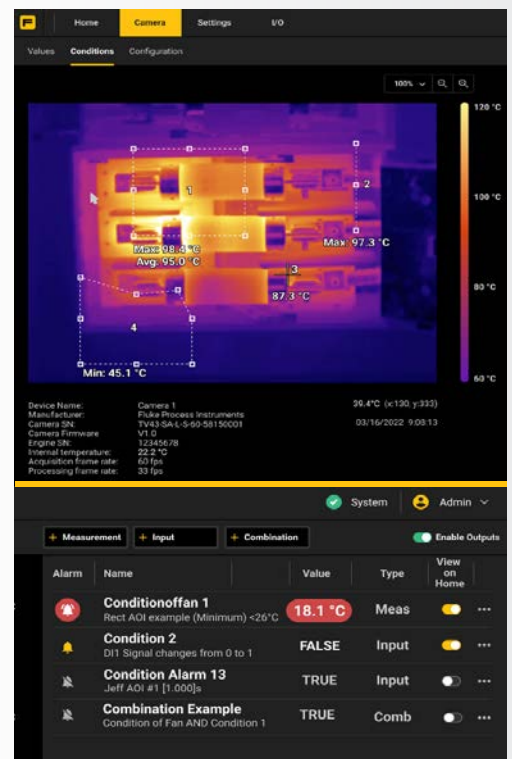 Home Camera Settings I/O
Values Conditions Configuration
100%
120 °C
1
2
Max: 98.4 °C
Avg: 95.0 °C
Max: 97.3 °C
100 °C
3
87.3 °C
80 °C
4
Min: 45.1 °C
60 °C
Device Name: Camera 1
Manufacturer: Fluke Process Instruments
Camera SN: TV43-SA-L-S-60-58150001
Camera Firmware V1.0
Engine SN: 12345678
Internal temperature: 22.2 °C
Acquisition frame rate: 60 fps
Processing frame rate: 33 fps
39.4°C (x:130, y:333)
03/16/2022 9:03:13
System Admin
+ Measurement + Input + Combination Enable Outputs
Alarm Name Value Type View on Home
Conditionoffan 1 18.1 °C Meas
Rect AOI example (Minimum) <26°C
Condition 2 FALSE Input
DI1 Signal changes from 0 to 1
Condition Alarm 13 TRUE Input
Jeff AOI #1 [1.000]s
Combination Example TRUE Comb
Condition of Fan AND Condition 1